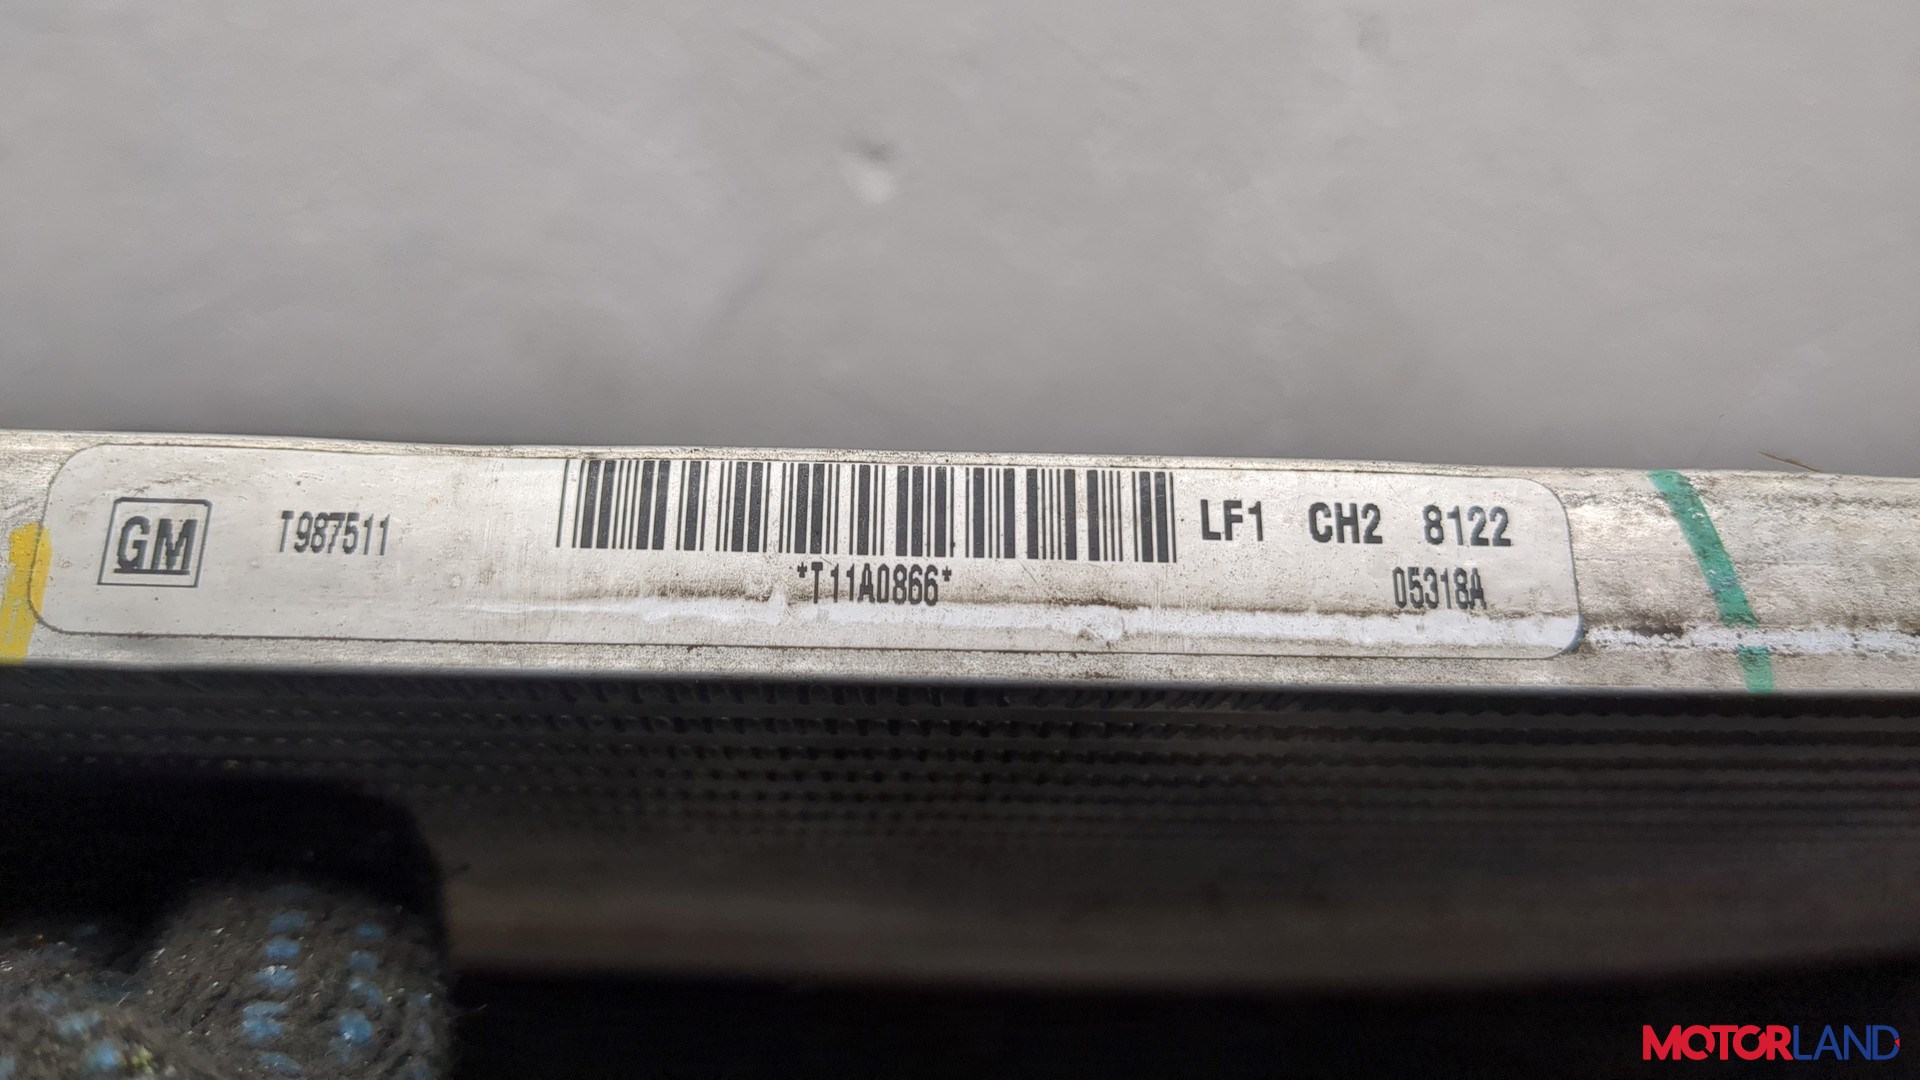 GM T987511 LF1 CH2 8122
*T11A0866* 05318A
MOTORLAND